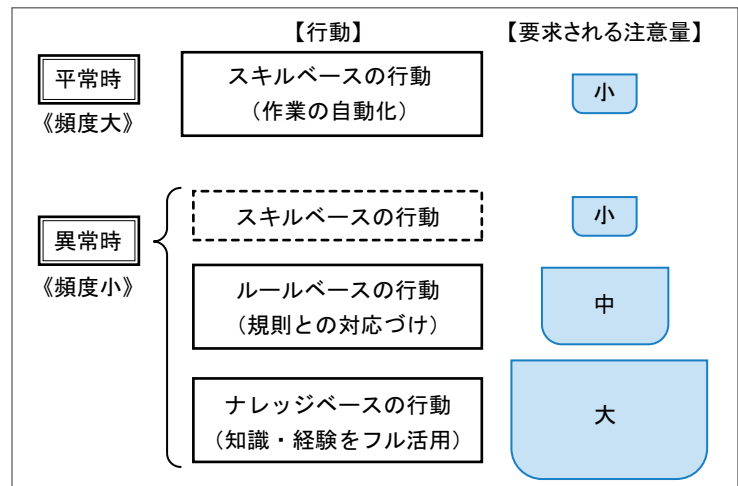 【行動】 【要求される注意量】
平常時
《頻度大》
スキルベースの行動
（作業の自動化）
小
異常時
《頻度小》
スキルベースの行動
小
ルールベースの行動
（規則との対応づけ）
中
ナレッジベースの行動
（知識・経験をフル活用）
大